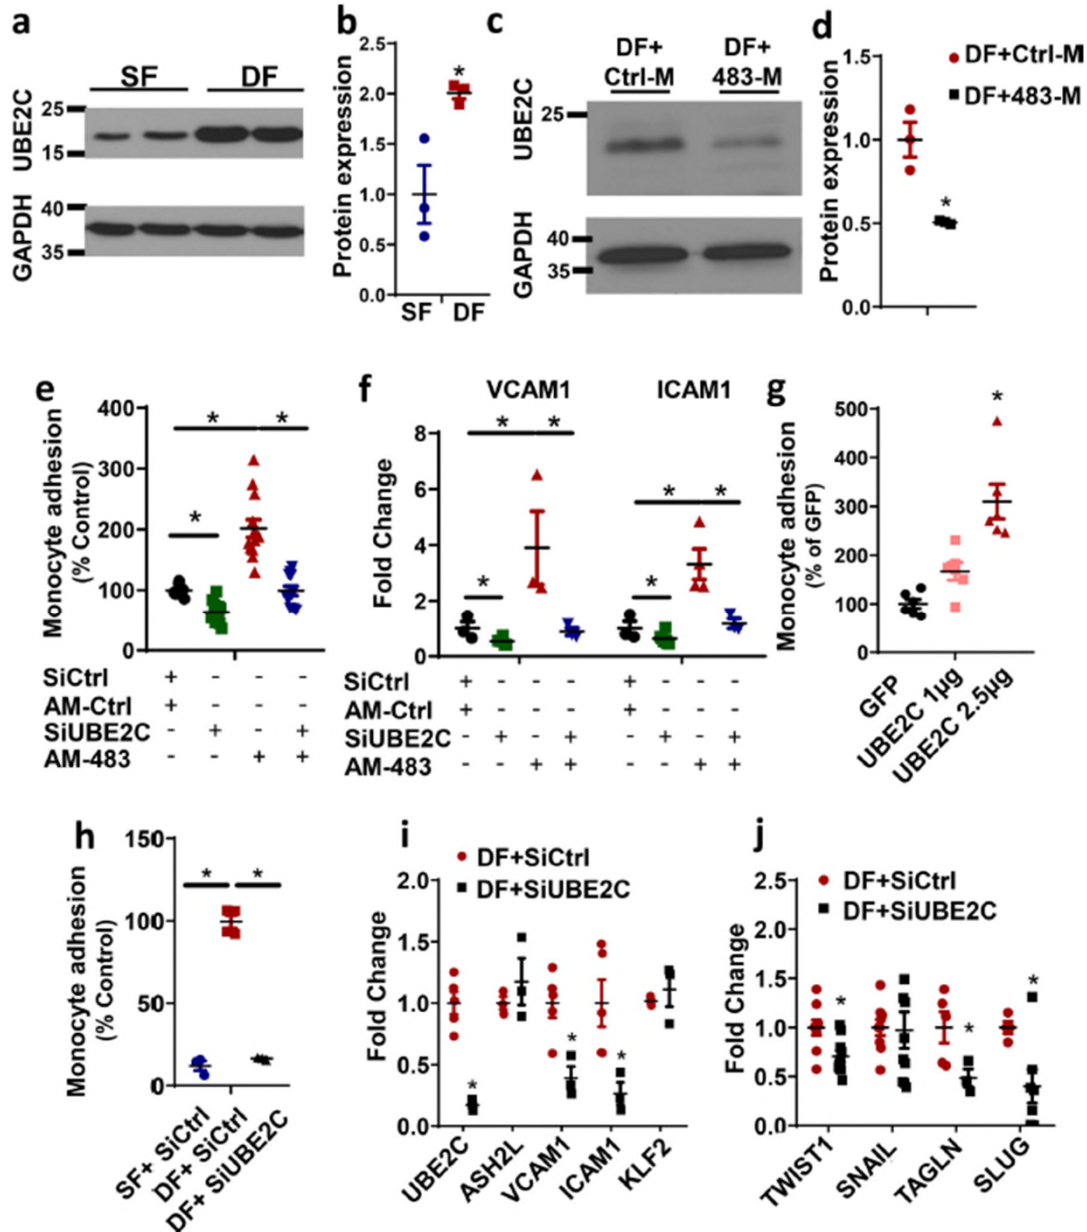 a
SF DF
UBE2C
25
15
GAPDH
40
35
b
Protein expression
2.5
2.0
1.5
1.0
0.5
0.0
*
SF DF
c
DF+ DF+
Ctrl-M 483-M
UBE2C
25
GAPDH
40
35
d
Protein expression
1.5
1.0
0.5
0.0
*
DF+Ctrl-M
DF+483-M
e
Monocyte adhesion
(% Control)
400
300
200
100
0
* *
*
SiCtrl + - - -
AM-Ctrl + - - -
SiUBE2C - + - +
AM-483 - - + +
f
VCAM1 ICAM1
Fold Change
8
6
4
2
0
* *
* *
* *
SiCtrl + - - - + - - -
AM-Ctrl + - - - + - - -
SiUBE2C - + - + - + - +
AM-483 - - + + - - + +
g
Monocyte adhesion
(% of GFP)
500
400
300
200
100
0
*
GFP
UBE2C 1µg
UBE2C 2.5µg
h
Monocyte adhesion
(% Control)
150
100
50
0
* *
SF+ SiCtrl
DF+ SiCtrl
DF+ SiUBE2C
i
DF+SiCtrl
DF+SiUBE2C
Fold Change
2.0
1.5
1.0
0.5
0.0
* * *
UBE2C
ASH2L
VCAM1
ICAM1
KLF2
j
DF+SiCtrl
DF+SiUBE2C
Fold Change
2.5
2.0
1.5
1.0
0.5
0.0
* * *
TWIST1
SNAIL
TAGLN
SLUG